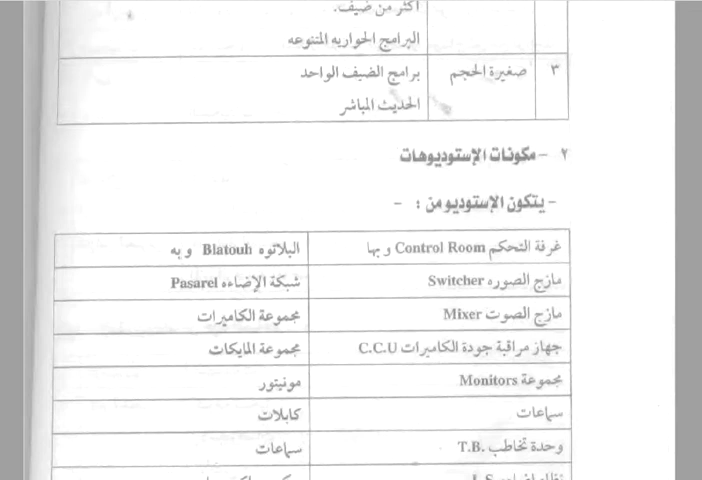 أكثر من ضيف.
البرامج الحواريه المتنوعه
٣ صغيرة الحجم برامج الضيف الواحد
الحديث المباشر
٢ - مكونات الإستوديوهات
- يتكون الإستوديو من : -
غرفة التحكم Control Room و بها البلاتوه Blatouh و به
مازج الصوره Switcher شبكة الإضاءه Pasarel
مازج الصوت Mixer مجموعة الكاميرات
جهاز مراقبة جودة الكاميرات C.C.U مجموعة المايكات
مجموعة Monitors مونيتور
سماعات كابلات
وحدة تخاطب T.B. سماعات